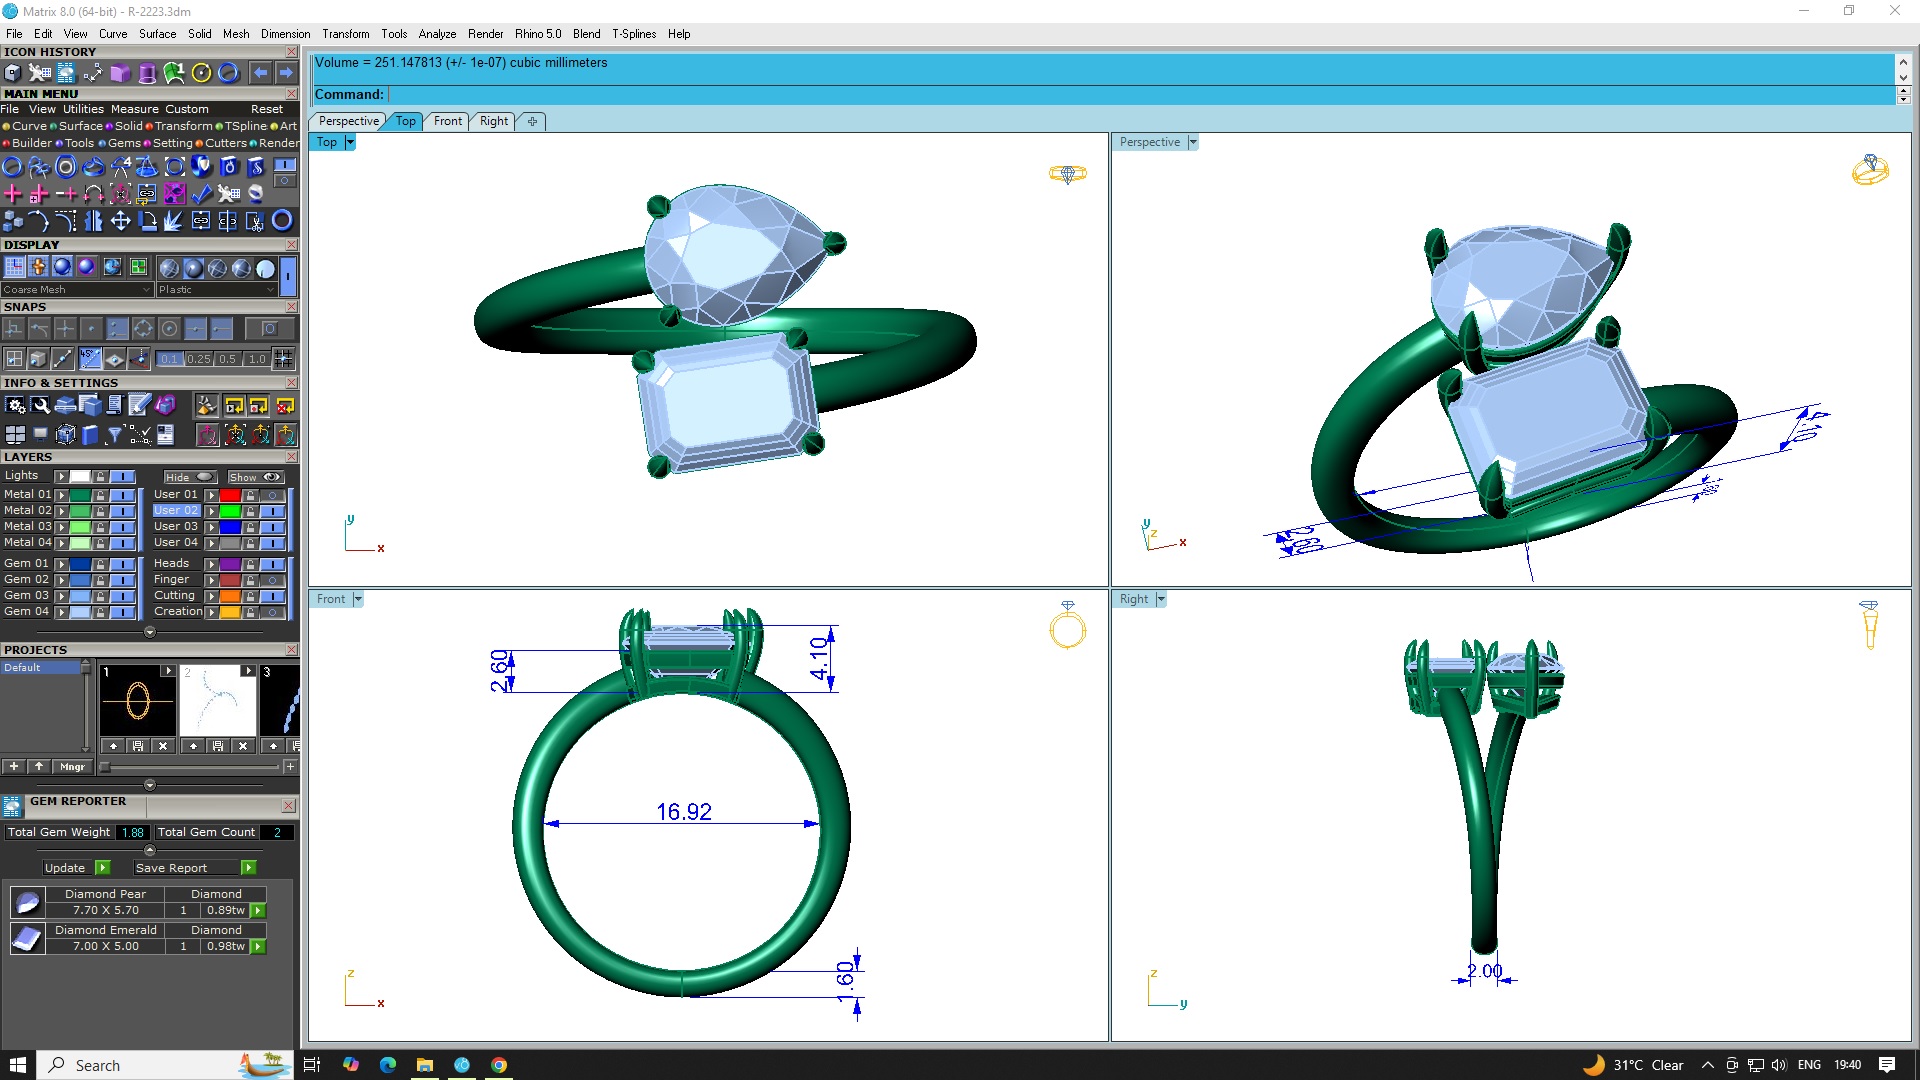 Matrix 8.0 (64-bit) - R-2223.3dm
File Edit View Curve Surface Solid Mesh Dimension Transform Tools Analyze Render Rhino 5.0 Blend T-Splines Help
ICON HISTORY
MAIN MENU
File View Utilities Measure Custom Reset
Curve Surface Solid Transform TSpline Art
Builder Tools Gems Setting Cutters Render
DISPLAY
Coarse Mesh Plastic
SNAPS
45° 0.1 0.25 0.5 1.0
INFO & SETTINGS
LAYERS
Lights Hide Show
Metal 01 User 01
Metal 02 User 02
Metal 03 User 03
Metal 04 User 04
Gem 01 Heads
Gem 02 Finger
Gem 03 Cutting
Gem 04 Creation
PROJECTS
Default 1 2 3
Mngr
GEM REPORTER
Total Gem Weight 1.88 Total Gem Count 2
Update Save Report
Diamond Pear Diamond
7.70 X 5.70 1 0.89tw
Diamond Emerald Diamond
7.00 X 5.00 1 0.98tw
Volume = 251.147813 (+/- 1e-07) cubic millimeters
Command:
Perspective Top Front Right
Top
y
x
Perspective
4.10
2.60
y
z
x
Front
2.60
4.10
16.92
1.60
z
x
Right
2.00
z
y
Search
31°C Clear ENG 19:40